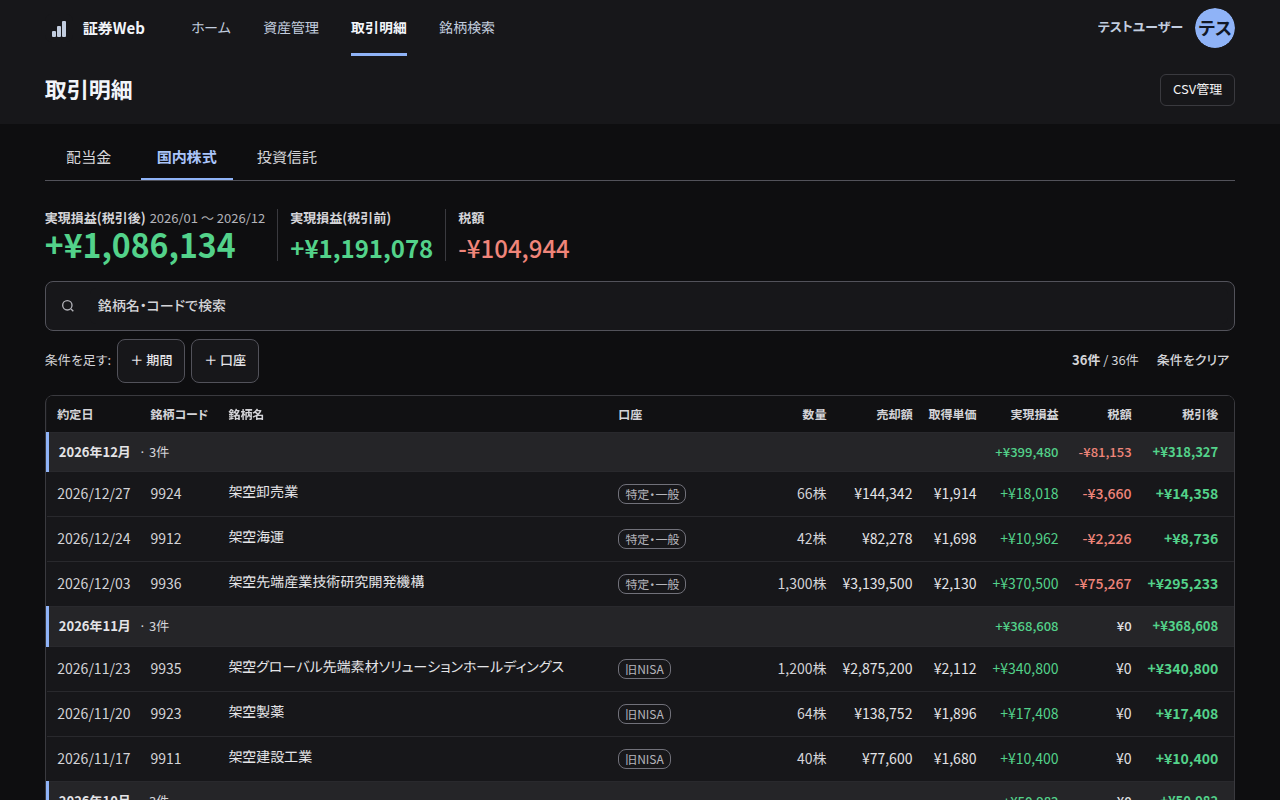 証券Web ホーム 資産管理 取引明細 銘柄検索 テストユーザー テス
取引明細 CSV管理
配当金 国内株式 投資信託
実現損益(税引後) 2026/01 〜 2026/12 実現損益(税引前) 税額
+¥1,086,134 +¥1,191,078 -¥104,944
銘柄名・コードで検索
条件を足す: ＋ 期間 ＋ 口座 36件 / 36件 条件をクリア
約定日 銘柄コード 銘柄名 口座 数量 売却額 取得単価 実現損益 税額 税引後
2026年12月 · 3件 +¥399,480 -¥81,153 +¥318,327
2026/12/27 9924 架空卸売業 特定・一般 66株 ¥144,342 ¥1,914 +¥18,018 -¥3,660 +¥14,358
2026/12/24 9912 架空海運 特定・一般 42株 ¥82,278 ¥1,698 +¥10,962 -¥2,226 +¥8,736
2026/12/03 9936 架空先端産業技術研究開発機構 特定・一般 1,300株 ¥3,139,500 ¥2,130 +¥370,500 -¥75,267 +¥295,233
2026年11月 · 3件 +¥368,608 ¥0 +¥368,608
2026/11/23 9935 架空グローバル先端素材ソリューションホールディングス 旧NISA 1,200株 ¥2,875,200 ¥2,112 +¥340,800 ¥0 +¥340,800
2026/11/20 9923 架空製薬 旧NISA 64株 ¥138,752 ¥1,896 +¥17,408 ¥0 +¥17,408
2026/11/17 9911 架空建設工業 旧NISA 40株 ¥77,600 ¥1,680 +¥10,400 ¥0 +¥10,400
2026年10月 · 3件